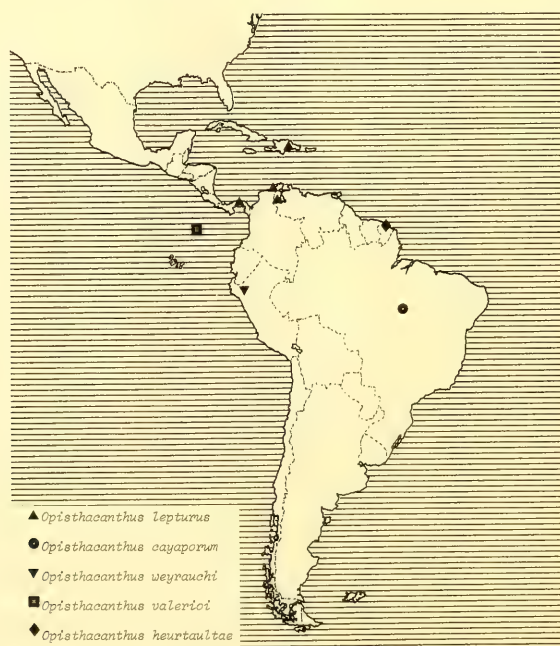 Opisthacanthus lepturus
Opisthacanthus cayaporum
Opisthacanthus weyrauchi
Opisthacanthus valerioi
Opisthacanthus heurtaultae